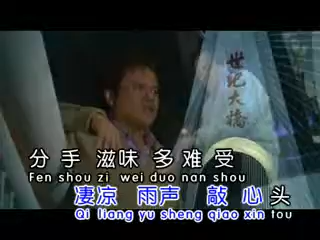 世纪大橋
分手 滋味 多难受
Fen shou zi wei duo nan shou
凄凉 雨声 敲心头
Qi liang yu sheng qiao xin tou